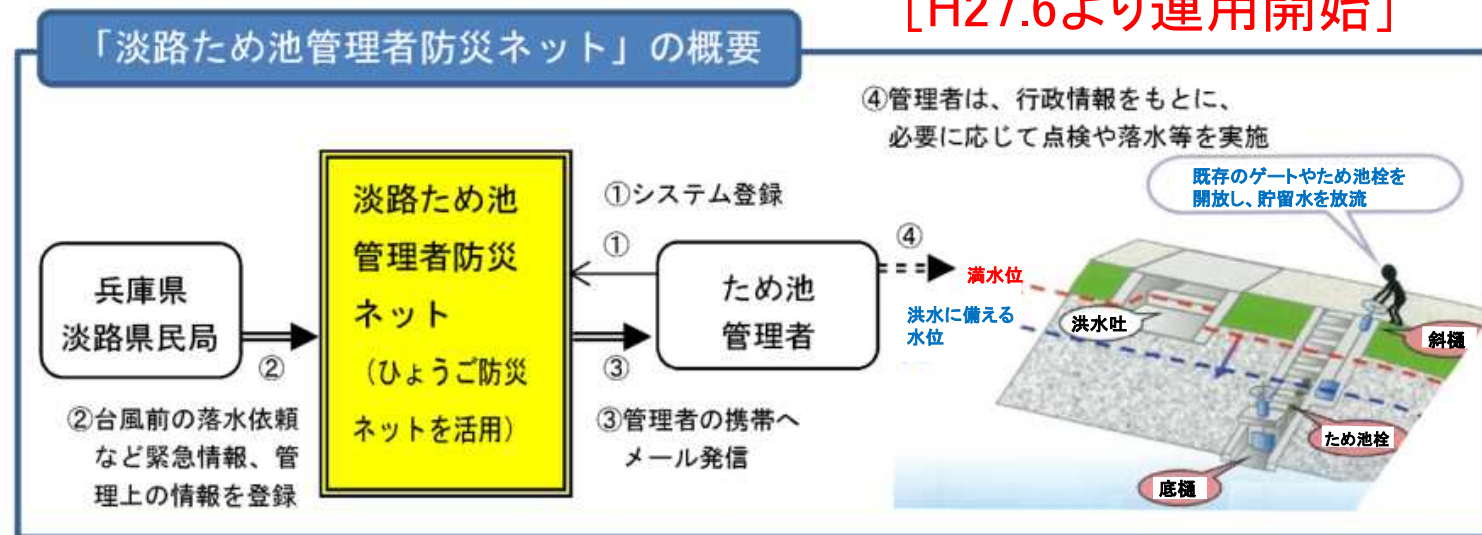 [H27.6より運用開始]
「淡路ため池管理者防災ネット」の概要
④管理者は、行政情報をもとに、
必要に応じて点検や落水等を実施
既存のゲートやため池栓を
開放し、貯留水を放流
淡路ため池
管理者防災
ネット
(ひょうご防災
ネットを活用)
①システム登録
①
④
兵庫県
淡路県民局
②
ため池
管理者
③
②台風前の落水依頼
など緊急情報、管
理上の情報を登録
③管理者の携帯へ
メール発信
満水位
洪水に備える
水位
洪水吐
斜樋
ため池栓
底樋